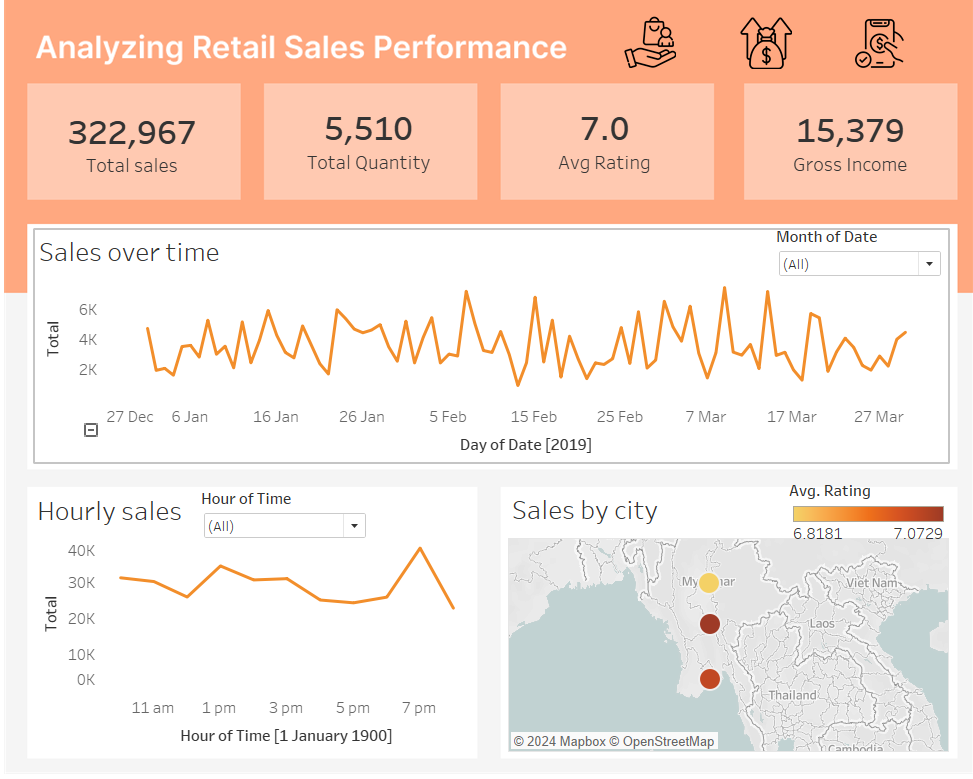 Analyzing Retail Sales Performance
322,967
Total sales
5,510
Total Quantity
7.0
Avg Rating
15,379
Gross Income
Sales over time
Month of Date
(All)
6K
4K
2K
Total
27 Dec 6 Jan 16 Jan 26 Jan 5 Feb 15 Feb 25 Feb 7 Mar 17 Mar 27 Mar
Day of Date [2019]
Hourly sales
Hour of Time
(All)
40K
30K
20K
10K
0K
Total
11 am 1 pm 3 pm 5 pm 7 pm
Hour of Time [1 January 1900]
Sales by city
Avg. Rating
6.8181 7.0729
Viet Nam
Laos
Thailand
Cambodia
© 2024 Mapbox © OpenStreetMap